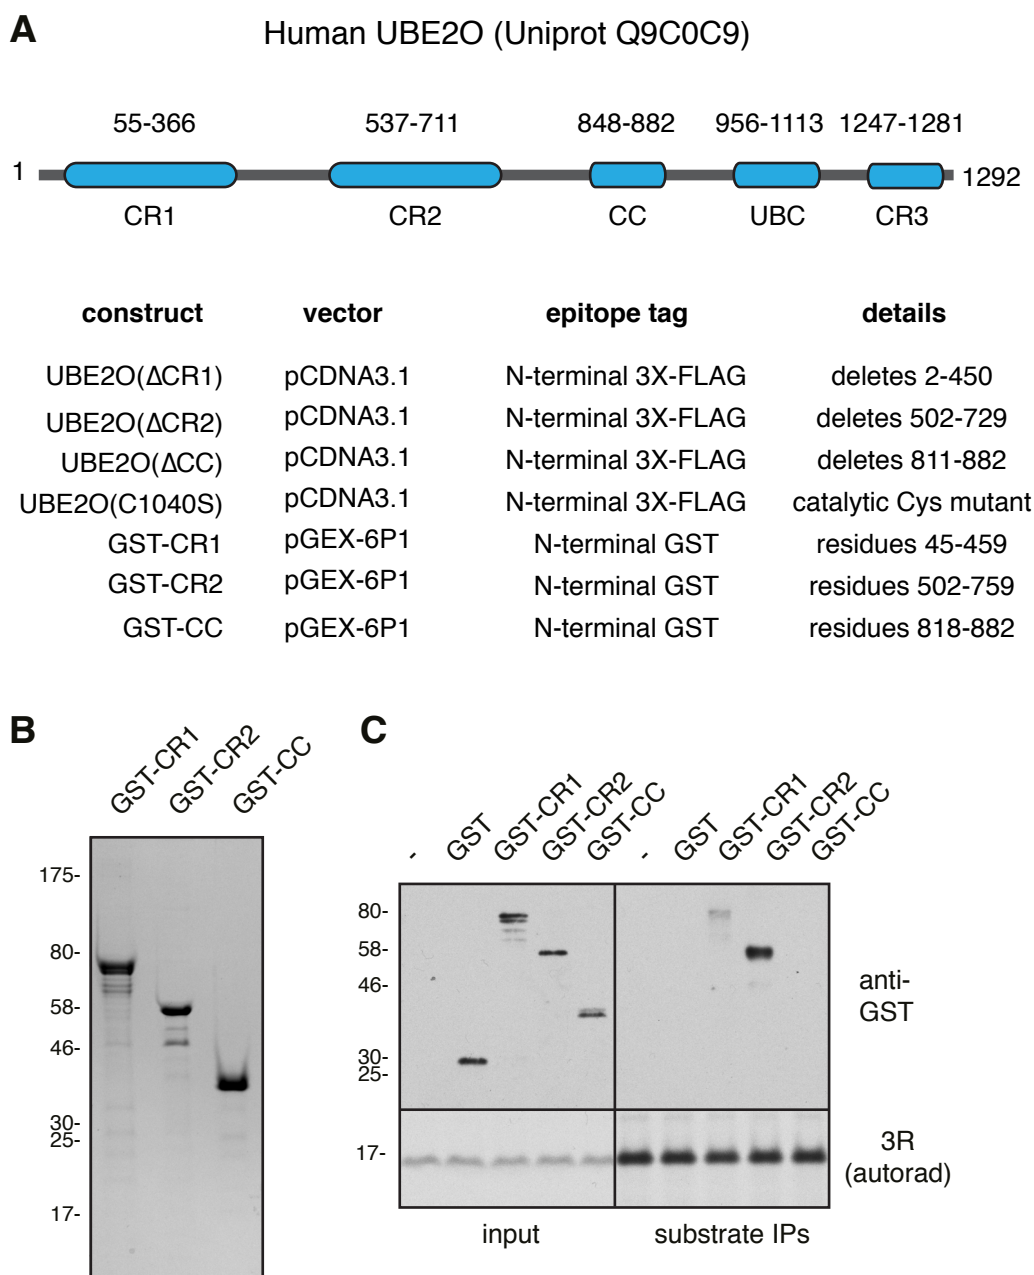 A
Human UBE2O (Uniprot Q9C0C9)
55-366 537-711 848-882 956-1113 1247-1281
1 1292
CR1 CR2 CC UBC CR3
construct vector epitope tag details
UBE2O(ΔCR1) pCDNA3.1 N-terminal 3X-FLAG deletes 2-450
UBE2O(ΔCR2) pCDNA3.1 N-terminal 3X-FLAG deletes 502-729
UBE2O(ΔCC) pCDNA3.1 N-terminal 3X-FLAG deletes 811-882
UBE2O(C1040S) pCDNA3.1 N-terminal 3X-FLAG catalytic Cys mutant
GST-CR1 pGEX-6P1 N-terminal GST residues 45-459
GST-CR2 pGEX-6P1 N-terminal GST residues 502-759
GST-CC pGEX-6P1 N-terminal GST residues 818-882
B
GST-CR1 GST-CR2 GST-CC
175-
80-
58-
46-
30-
25-
17-
C
- GST GST-CR1 GST-CR2 GST-CC - GST GST-CR1 GST-CR2 GST-CC
80-
58-
46-
30-
25-
anti-
GST
17-
3R
(autorad)
input substrate IPs